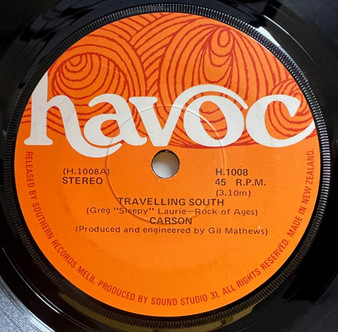 havoc
(H.1008A)
STEREO
H.1008
45 R.P.M.
(3.10m)
TRAVELLING SOUTH
(Greg "Sleepy" Laurie—Rock of Ages)
CARSON
(Produced and engineered by Gil Mathews)
RELEASED BY SOUTHERN RECORDS MELB. PRODUCED BY SOUND STUDIO 31. ALL RIGHTS RESERVED. MADE IN NEW ZEALAND.